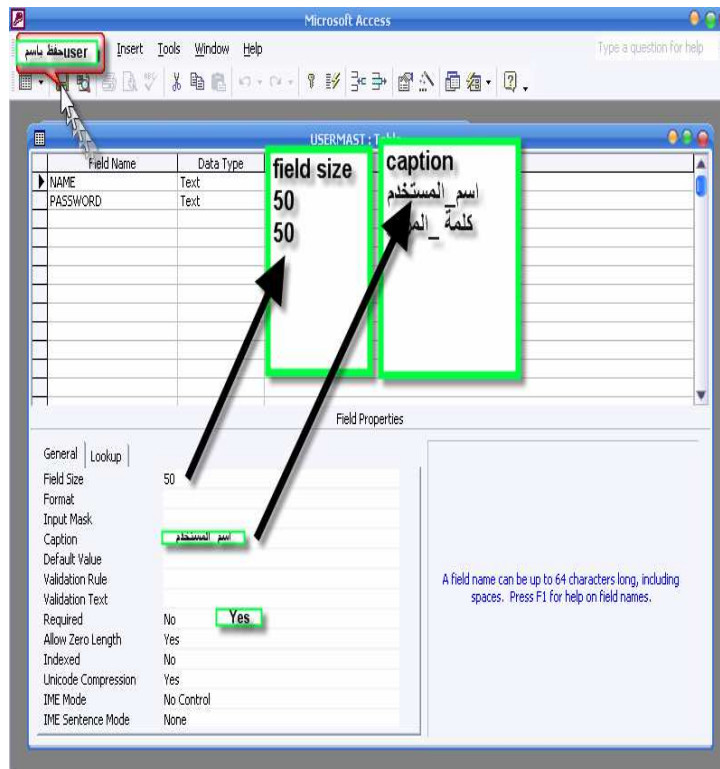 Microsoft Access
حفظ باسم user
Insert Tools Window Help
Type a question for help
USERMAST : Table
Field Name Data Type
NAME Text
PASSWORD Text
field size
50
50
caption
اسم_المستخدم
كلمة
Field Properties
General Lookup
Field Size 50
Format
Input Mask
Caption اسم المستخدم
Default Value
Validation Rule
Validation Text
Required No Yes
Allow Zero Length Yes
Indexed No
Unicode Compression Yes
IME Mode No Control
IME Sentence Mode None
A field name can be up to 64 characters long, including
spaces. Press F1 for help on field names.